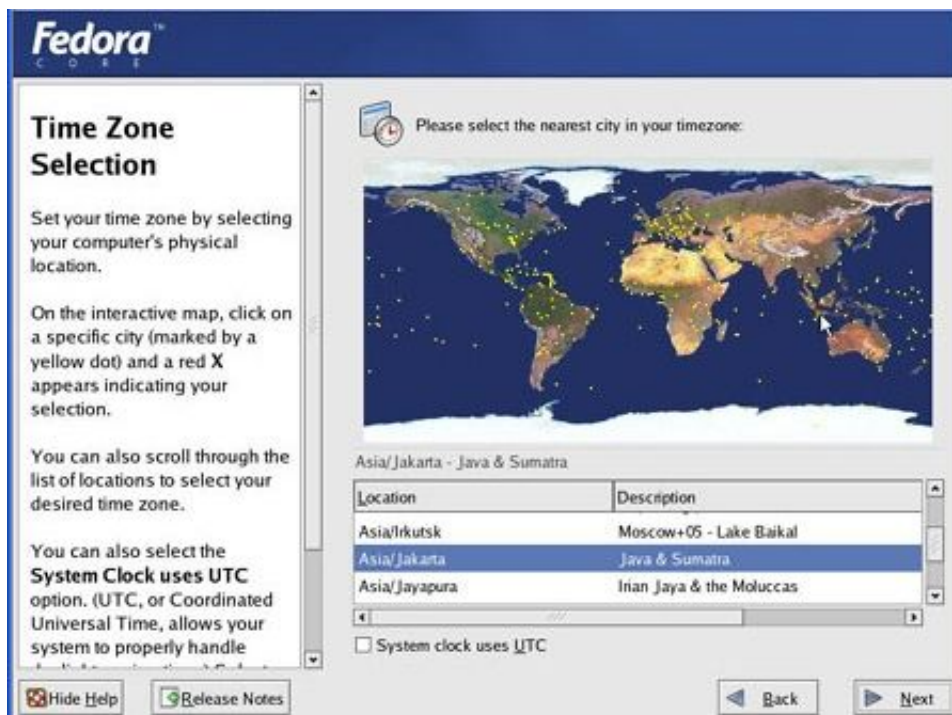 Fedora™
CORE
Time Zone
Selection
Set your time zone by selecting
your computer's physical
location.
On the interactive map, click on
a specific city (marked by a
yellow dot) and a red X
appears indicating your
selection.
You can also scroll through the
list of locations to select your
desired time zone.
You can also select the
System Clock uses UTC
option. (UTC, or Coordinated
Universal Time, allows your
system to properly handle
Hide Help
Release Notes
Please select the nearest city in your timezone:
Asia/Jakarta - Java & Sumatra
Location Description
Asia/Irkutsk Moscow+05 - Lake Baikal
Asia/Jakarta Java & Sumatra
Asia/Jayapura Irian Jaya & the Moluccas
System clock uses UTC
Back
Next